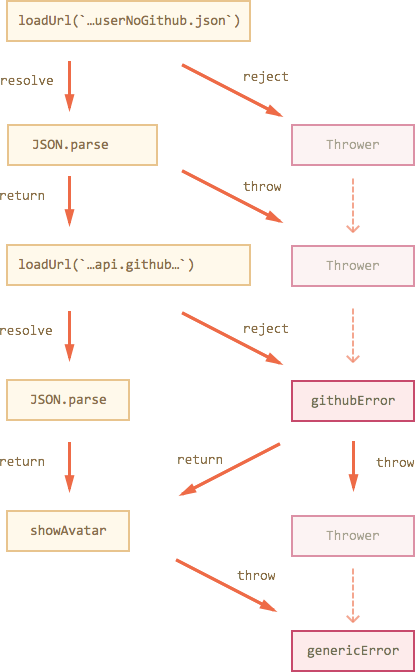 loadUrl(`…userNoGithub.json`)
resolve
reject
JSON.parse
Thrower
return
throw
loadUrl(`…api.github…`)
Thrower
resolve
reject
JSON.parse
githubError
return
return
throw
showAvatar
Thrower
throw
genericError